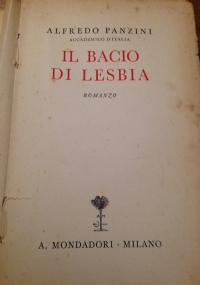 ALFREDO PANZINI
ACCADEMICO D'ITALIA
IL BACIO
DI LESBIA
ROMANZO
A. MONDADORI · MILANO